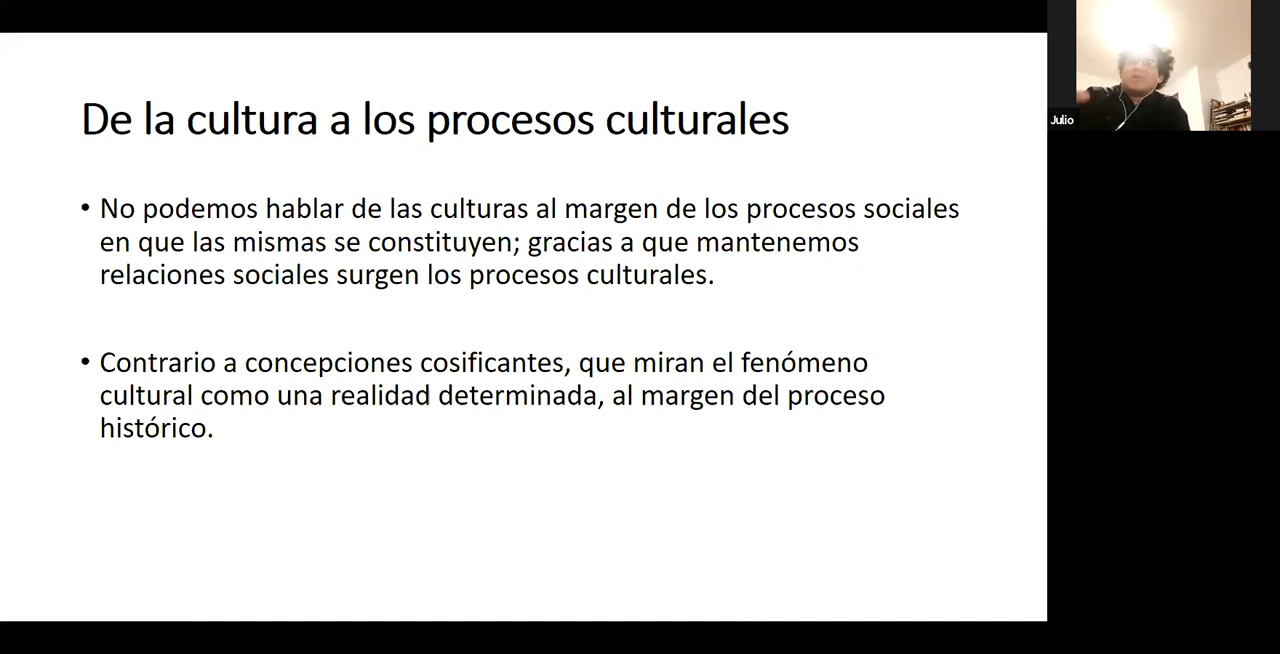 De la cultura a los procesos culturales
• No podemos hablar de las culturas al margen de los procesos sociales
en que las mismas se constituyen; gracias a que mantenemos
relaciones sociales surgen los procesos culturales.
• Contrario a concepciones cosificantes, que miran el fenómeno
cultural como una realidad determinada, al margen del proceso
histórico.
Julio